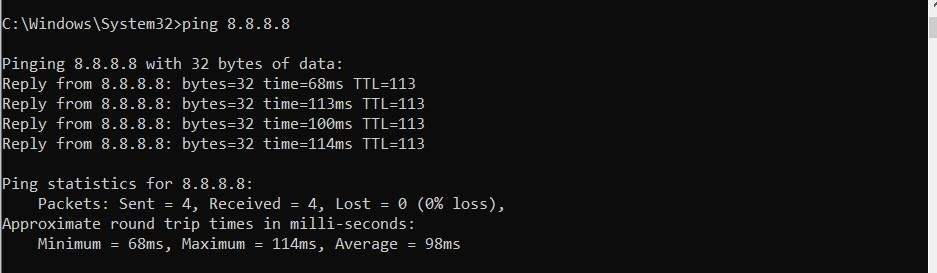 C:\Windows\System32>ping 8.8.8.8
Pinging 8.8.8.8 with 32 bytes of data:
Reply from 8.8.8.8: bytes=32 time=68ms TTL=113
Reply from 8.8.8.8: bytes=32 time=113ms TTL=113
Reply from 8.8.8.8: bytes=32 time=100ms TTL=113
Reply from 8.8.8.8: bytes=32 time=114ms TTL=113
Ping statistics for 8.8.8.8:
    Packets: Sent = 4, Received = 4, Lost = 0 (0% loss),
Approximate round trip times in milli-seconds:
    Minimum = 68ms, Maximum = 114ms, Average = 98ms